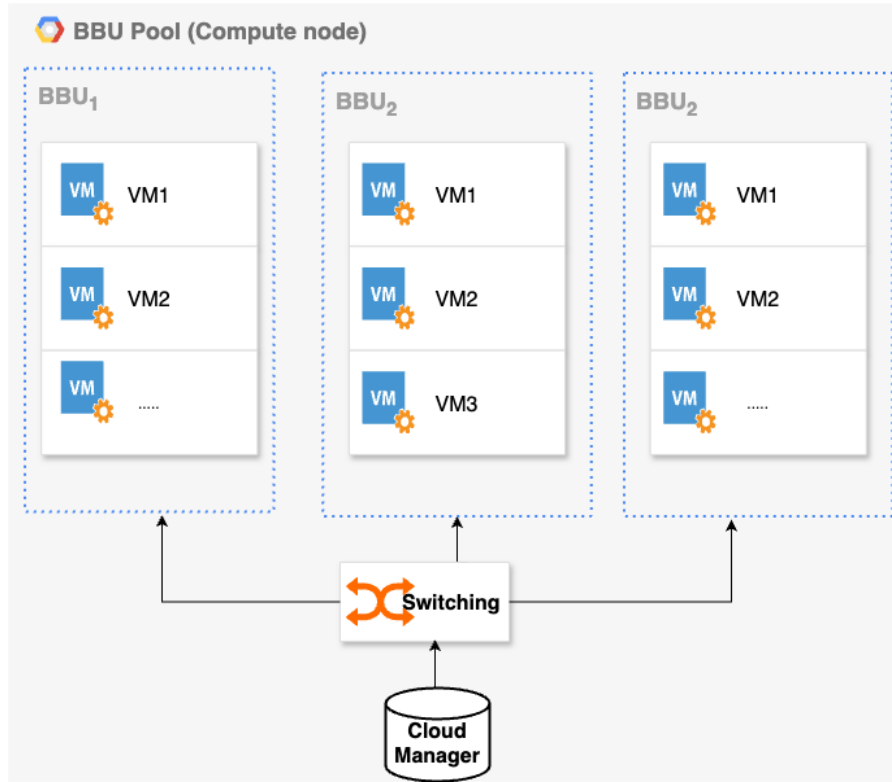 BBU Pool (Compute node)
BBU₁
VM VM1
VM VM2
VM .....
BBU₂
VM VM1
VM VM2
VM VM3
BBU₂
VM VM1
VM VM2
VM .....
Switching
Cloud
Manager